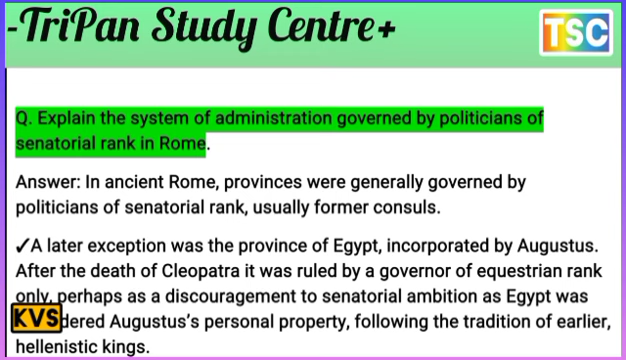 -TriPan Study Centre+
TSC
Q. Explain the system of administration governed by politicians of
senatorial rank in Rome.
Answer: In ancient Rome, provinces were generally governed by
politicians of senatorial rank, usually former consuls.
✓A later exception was the province of Egypt, incorporated by Augustus.
After the death of Cleopatra it was ruled by a governor of equestrian rank
only, perhaps as a discouragement to senatorial ambition as Egypt was
KVS
dered Augustus's personal property, following the tradition of earlier,
hellenistic kings.